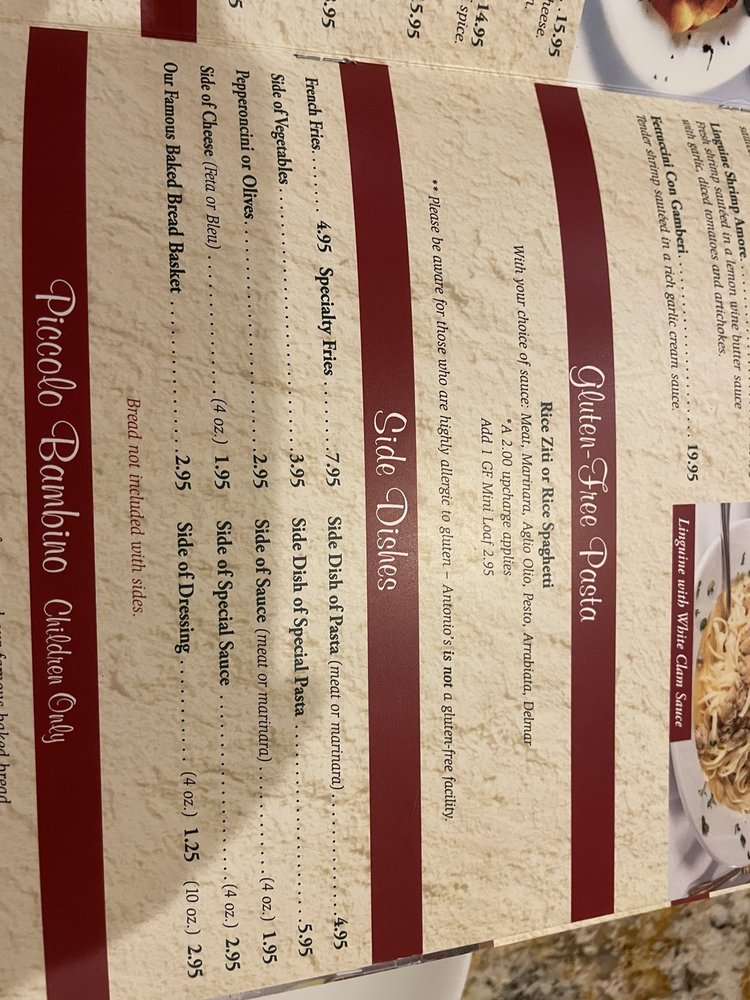 15.95
heese.
14.95
spice.
5.95
Linguine Shrimp Amore.
Fresh shrimp sautéed in a lemon wine butter sauce
with garlic, diced tomatoes and artichokes.
Fettuccini Con Gamberi 19.95
Tender shrimp sautéed in a rich garlic cream sauce.
Linguine with White Clam Sauce
Gluten-Free Pasta
Rice Ziti or Rice Spaghetti
With your choice of sauce: Meat, Marinara, Aglio Olio, Pesto, Arrabiata, Delmar
*A 2.00 upcharge applies
Add 1 GF Mini Loaf 2.95
** Please be aware for those who are highly allergic to gluten – Antonio's is not a gluten-free facility.
Side Dishes
French Fries......... 4.95 Specialty Fries .......7.95
Side of Vegetables 3.95
Pepperoncini or Olives 2.95
Side of Cheese (Feta or Bleu) (4 oz.) 1.95
Our Famous Baked Bread Basket 2.95
Side Dish of Pasta (meat or marinara) 4.95
Side Dish of Special Pasta 5.95
Side of Sauce (meat or marinara) (4 oz.) 1.95
Side of Special Sauce (4 oz.) 2.95
Side of Dressing (4 oz.) 1.25 (10 oz.) 2.95
Bread not included with sides.
Piccolo Bambino Children Only
famous baked bread